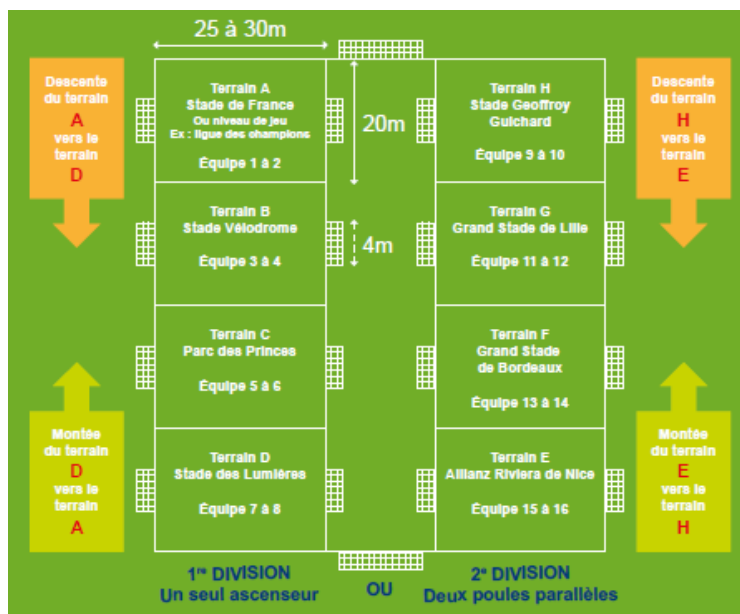 25 à 30m
Descente
du terrain
A
vers le
terrain
D
Terrain A
Stade de France
Ou niveau de jeu
Ex : ligue des champions
Équipe 1 à 2
20m
Terrain H
Stade Geoffroy
Guichard
Équipe 9 à 10
Descente
du terrain
H
vers le
terrain
E
Terrain B
Stade Vélodrome
Équipe 3 à 4
4m
Terrain G
Grand Stade de Lille
Équipe 11 à 12
Terrain C
Parc des Princes
Équipe 5 à 6
Terrain F
Grand Stade
de Bordeaux
Équipe 13 à 14
Montée
du terrain
D
vers le
terrain
A
Terrain D
Stade des Lumières
Équipe 7 à 8
Terrain E
Allianz Riviera de Nice
Équipe 15 à 16
Montée
du terrain
E
vers le
terrain
H
1re DIVISION
Un seul ascenseur
OU
2e DIVISION
Deux poules parallèles